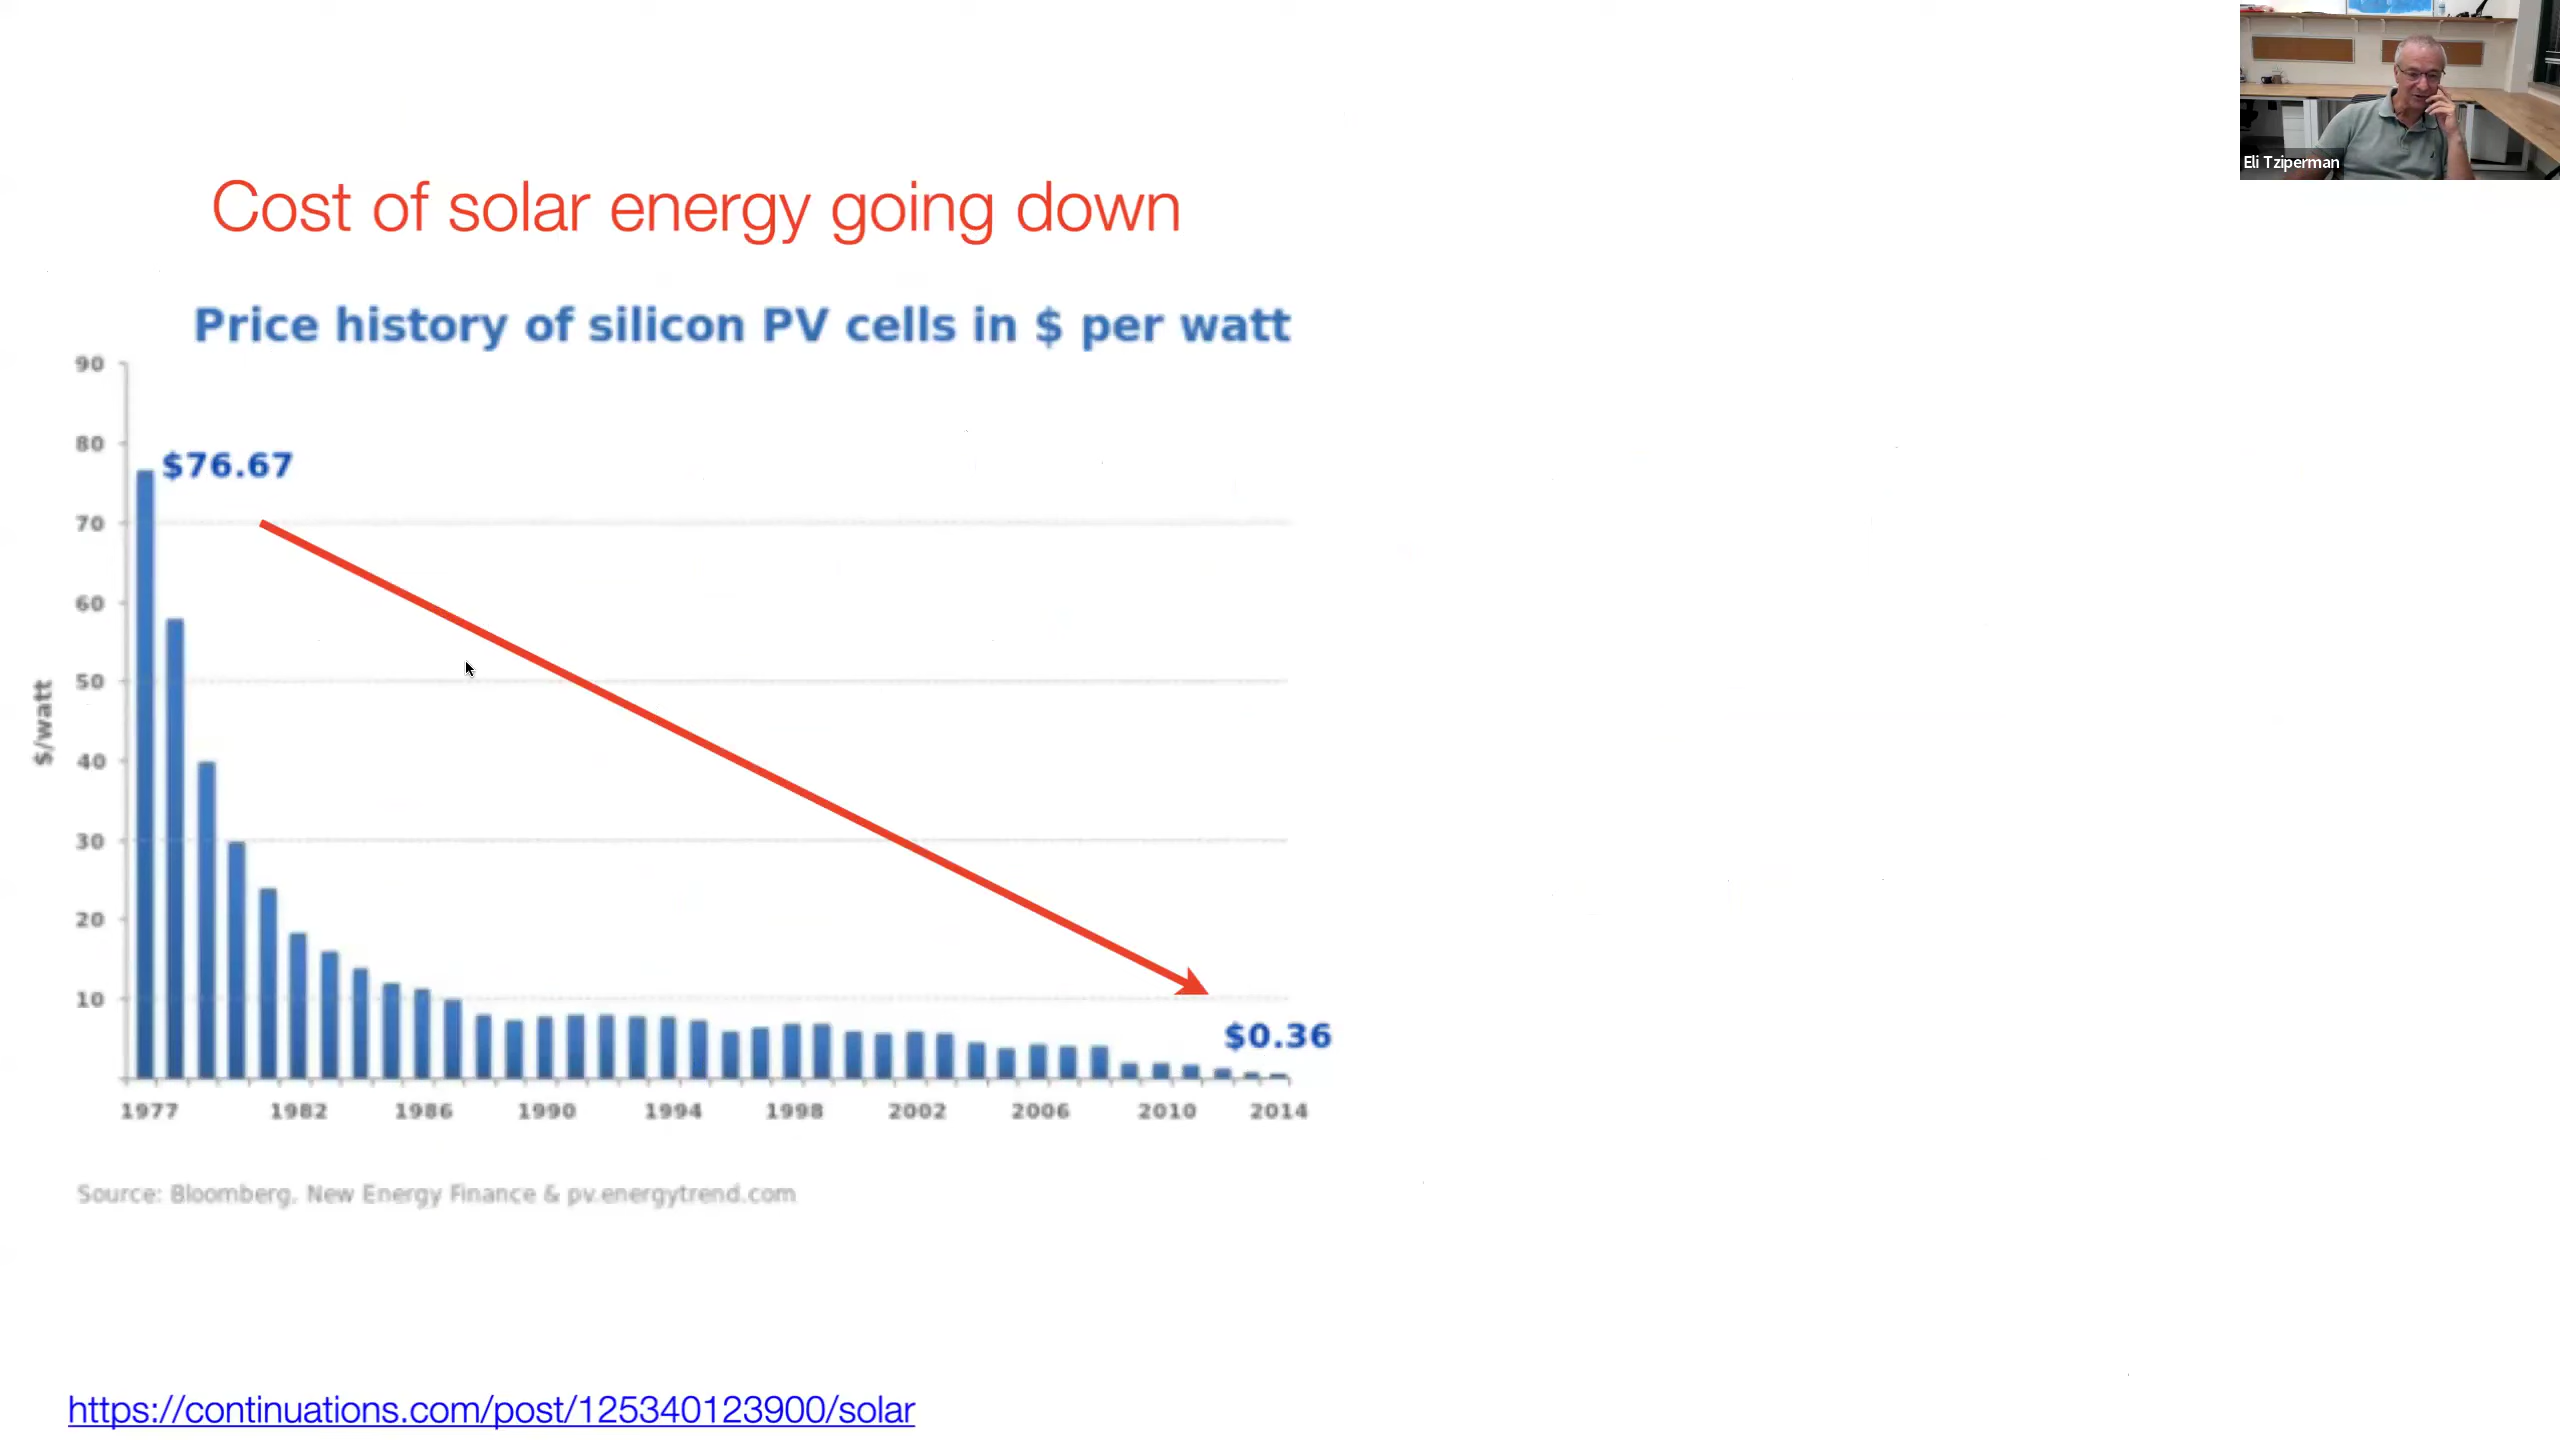 Eli Tziperman
Cost of solar energy going down
Price history of silicon PV cells in $ per watt
90
80
$76.67
70
60
50
$/watt
40
30
20
10
$0.36
1977 1982 1986 1990 1994 1998 2002 2006 2010 2014
Source: Bloomberg, New Energy Finance & pv.energytrend.com
https://continuations.com/post/125340123900/solar